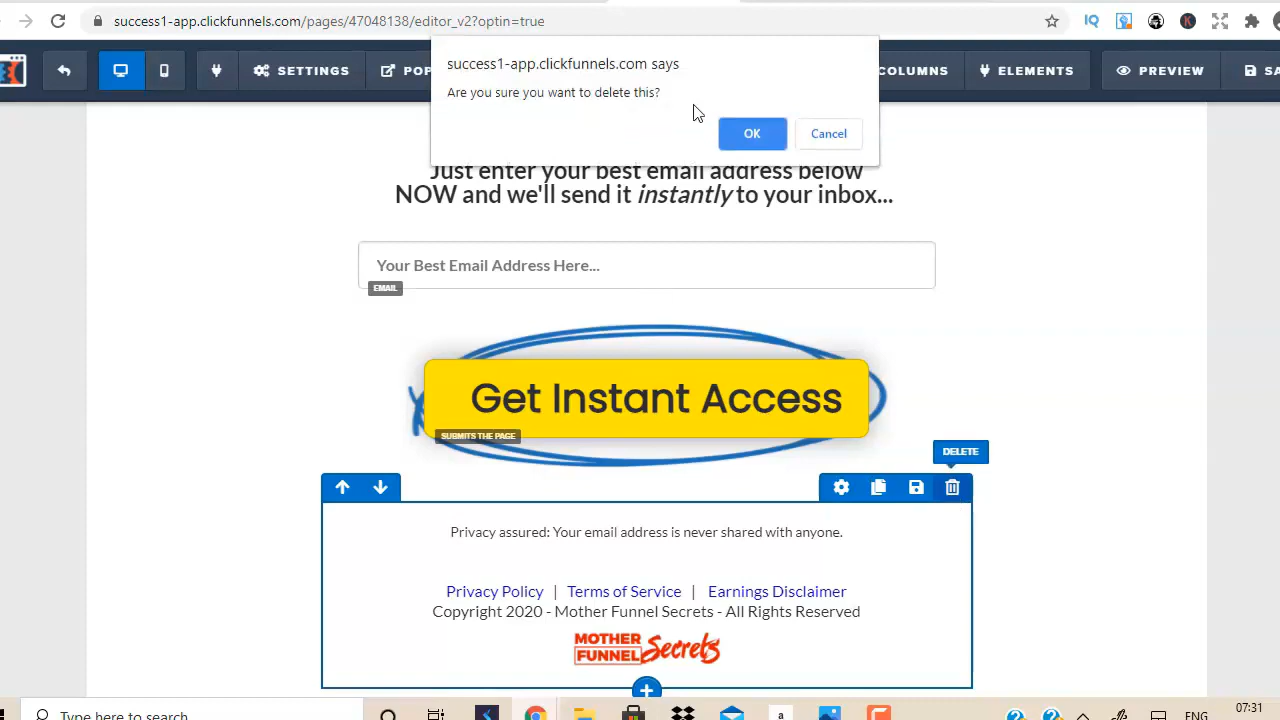 success1-app.clickfunnels.com/pages/47048138/editor_v2?optin=true
IQ
K
SETTINGS
POP
COLUMNS
ELEMENTS
PREVIEW
SA
success1-app.clickfunnels.com says
Are you sure you want to delete this?
OK
Cancel
Just enter your best email address below
NOW and we'll send it instantly to your inbox...
Your Best Email Address Here...
EMAIL
Get Instant Access
SUBMITS THE PAGE
DELETE
Privacy assured: Your email address is never shared with anyone.
Privacy Policy | Terms of Service | Earnings Disclaimer
Copyright 2020 - Mother Funnel Secrets - All Rights Reserved
MOTHER
FUNNEL Secrets
07:31
Type here to search
a
ENG